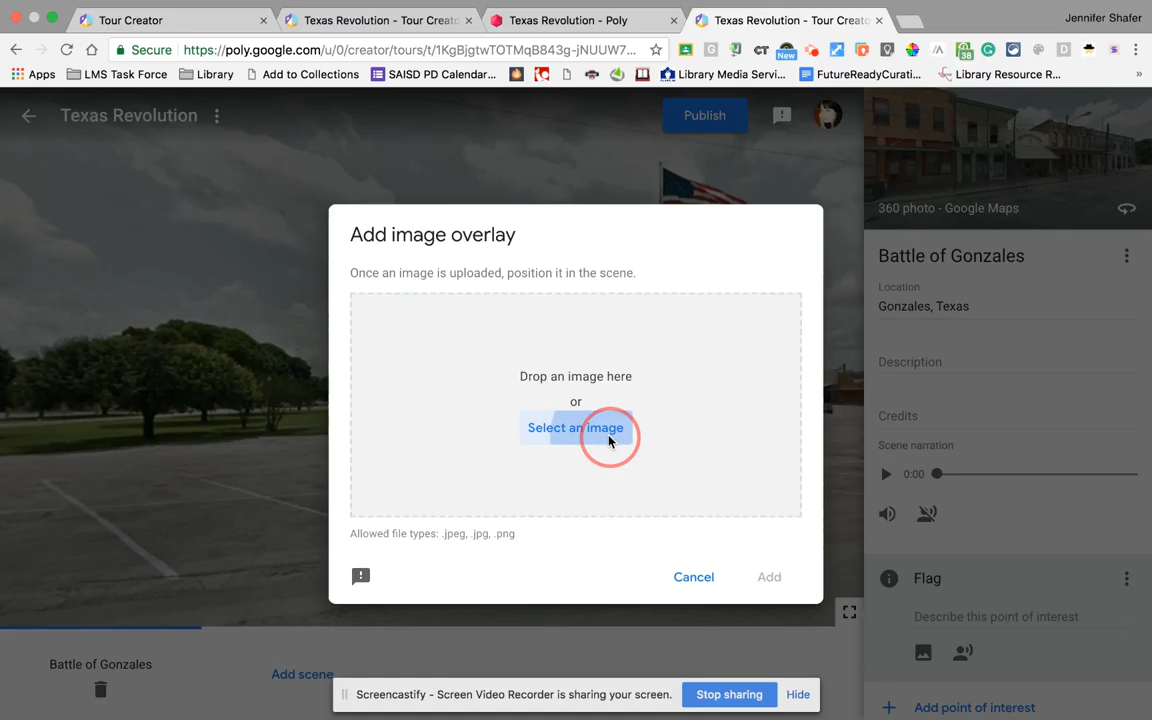 Tour Creator
Texas Revolution - Tour Creato
Texas Revolution - Poly
Texas Revolution - Tour Creato
Jennifer Shafer
Secure
https://poly.google.com/u/0/creator/tours/t/1KgBjgtwTOTMqB843g-jNUUW7...
New
38
Apps
LMS Task Force
Library
Add to Collections
SAISD PD Calendar...
Library Media Servi...
FutureReadyCurati...
Library Resource R...
Texas Revolution
Publish
360 photo - Google Maps
Add image overlay
Once an image is uploaded, position it in the scene.
Drop an image here
or
Select an image
Allowed file types: .jpeg, .jpg, .png
Cancel
Add
Battle of Gonzales
Location
Gonzales, Texas
Description
Credits
Scene narration
0:00
Flag
Describe this point of interest
Add point of interest
Battle of Gonzales
Add scene
Screencastify - Screen Video Recorder is sharing your screen.
Stop sharing
Hide